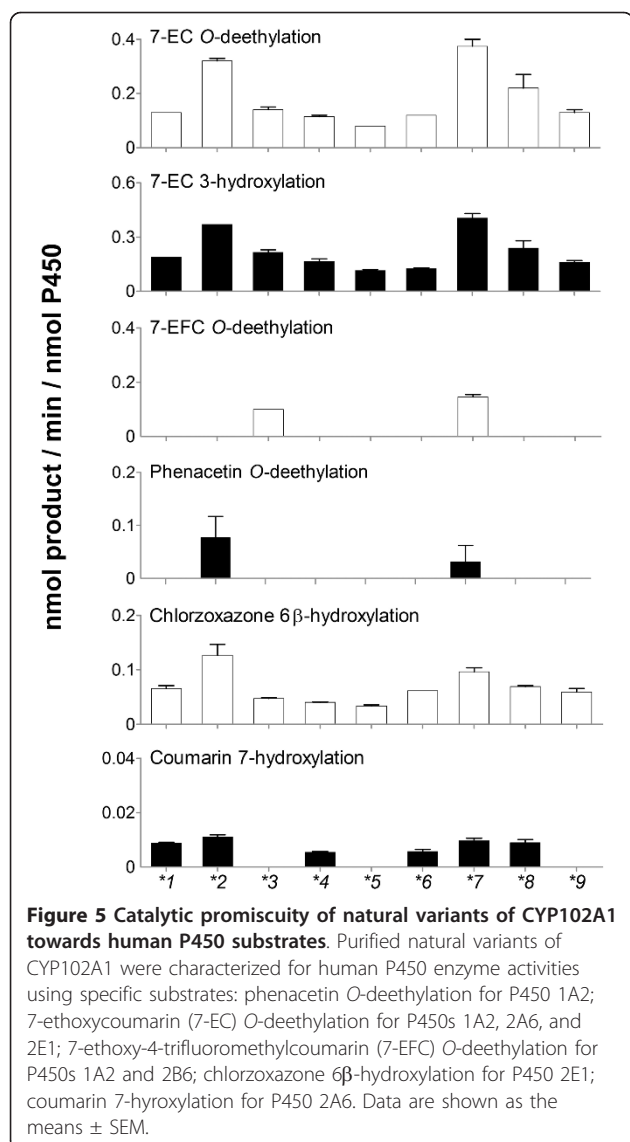 nmol product / min / nmol P450
7-EC O-deethylation
0.4
0.2
0
7-EC 3-hydroxylation
0.6
0.3
0
7-EFC O-deethylation
0.4
0.2
0
Phenacetin O-deethylation
0.2
0.1
0
Chlorzoxazone 6β-hydroxylation
0.2
0.1
0
Coumarin 7-hydroxylation
0.04
0.02
0
*1 *2 *3 *4 *5 *6 *7 *8 *9
Figure 5 Catalytic promiscuity of natural variants of CYP102A1
towards human P450 substrates. Purified natural variants of
CYP102A1 were characterized for human P450 enzyme activities
using specific substrates: phenacetin O-deethylation for P450 1A2;
7-ethoxycoumarin (7-EC) O-deethylation for P450s 1A2, 2A6, and
2E1; 7-ethoxy-4-trifluoromethylcoumarin (7-EFC) O-deethylation for
P450s 1A2 and 2B6; chlorzoxazone 6β-hydroxylation for P450 2E1;
coumarin 7-hyroxylation for P450 2A6. Data are shown as the
means ± SEM.